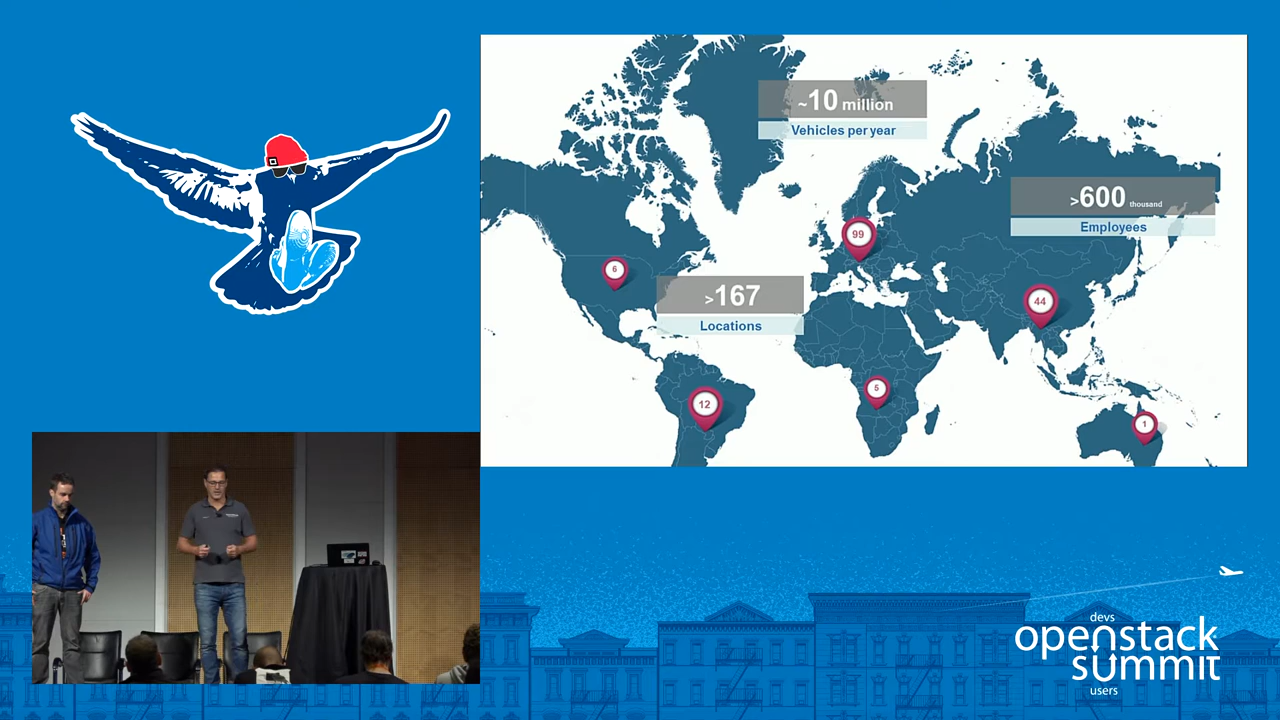 ~10 million
Vehicles per year
>600 thousand
Employees
99
6
>167
Locations
44
12
5
1
devs
openstack
summit
users